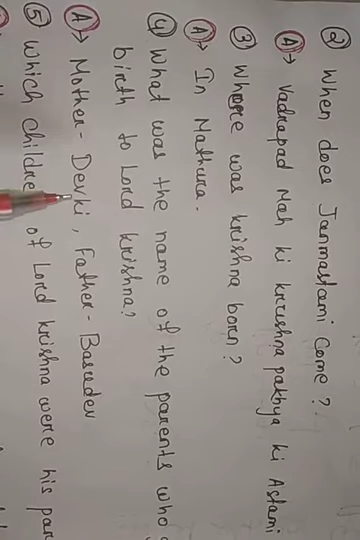 ② When does Janmastami Come?
Ⓐ→ Vadrapad Mah ki krrushna pakhya ki Astami
③ Where was krishna born?
Ⓐ→ In Mathura.
④ What was the name of the parents who
birth to Lord krishna?
Ⓐ→ Mother- Devki, Father- Basudev
⑤ Which childre of Lord krishna were his par